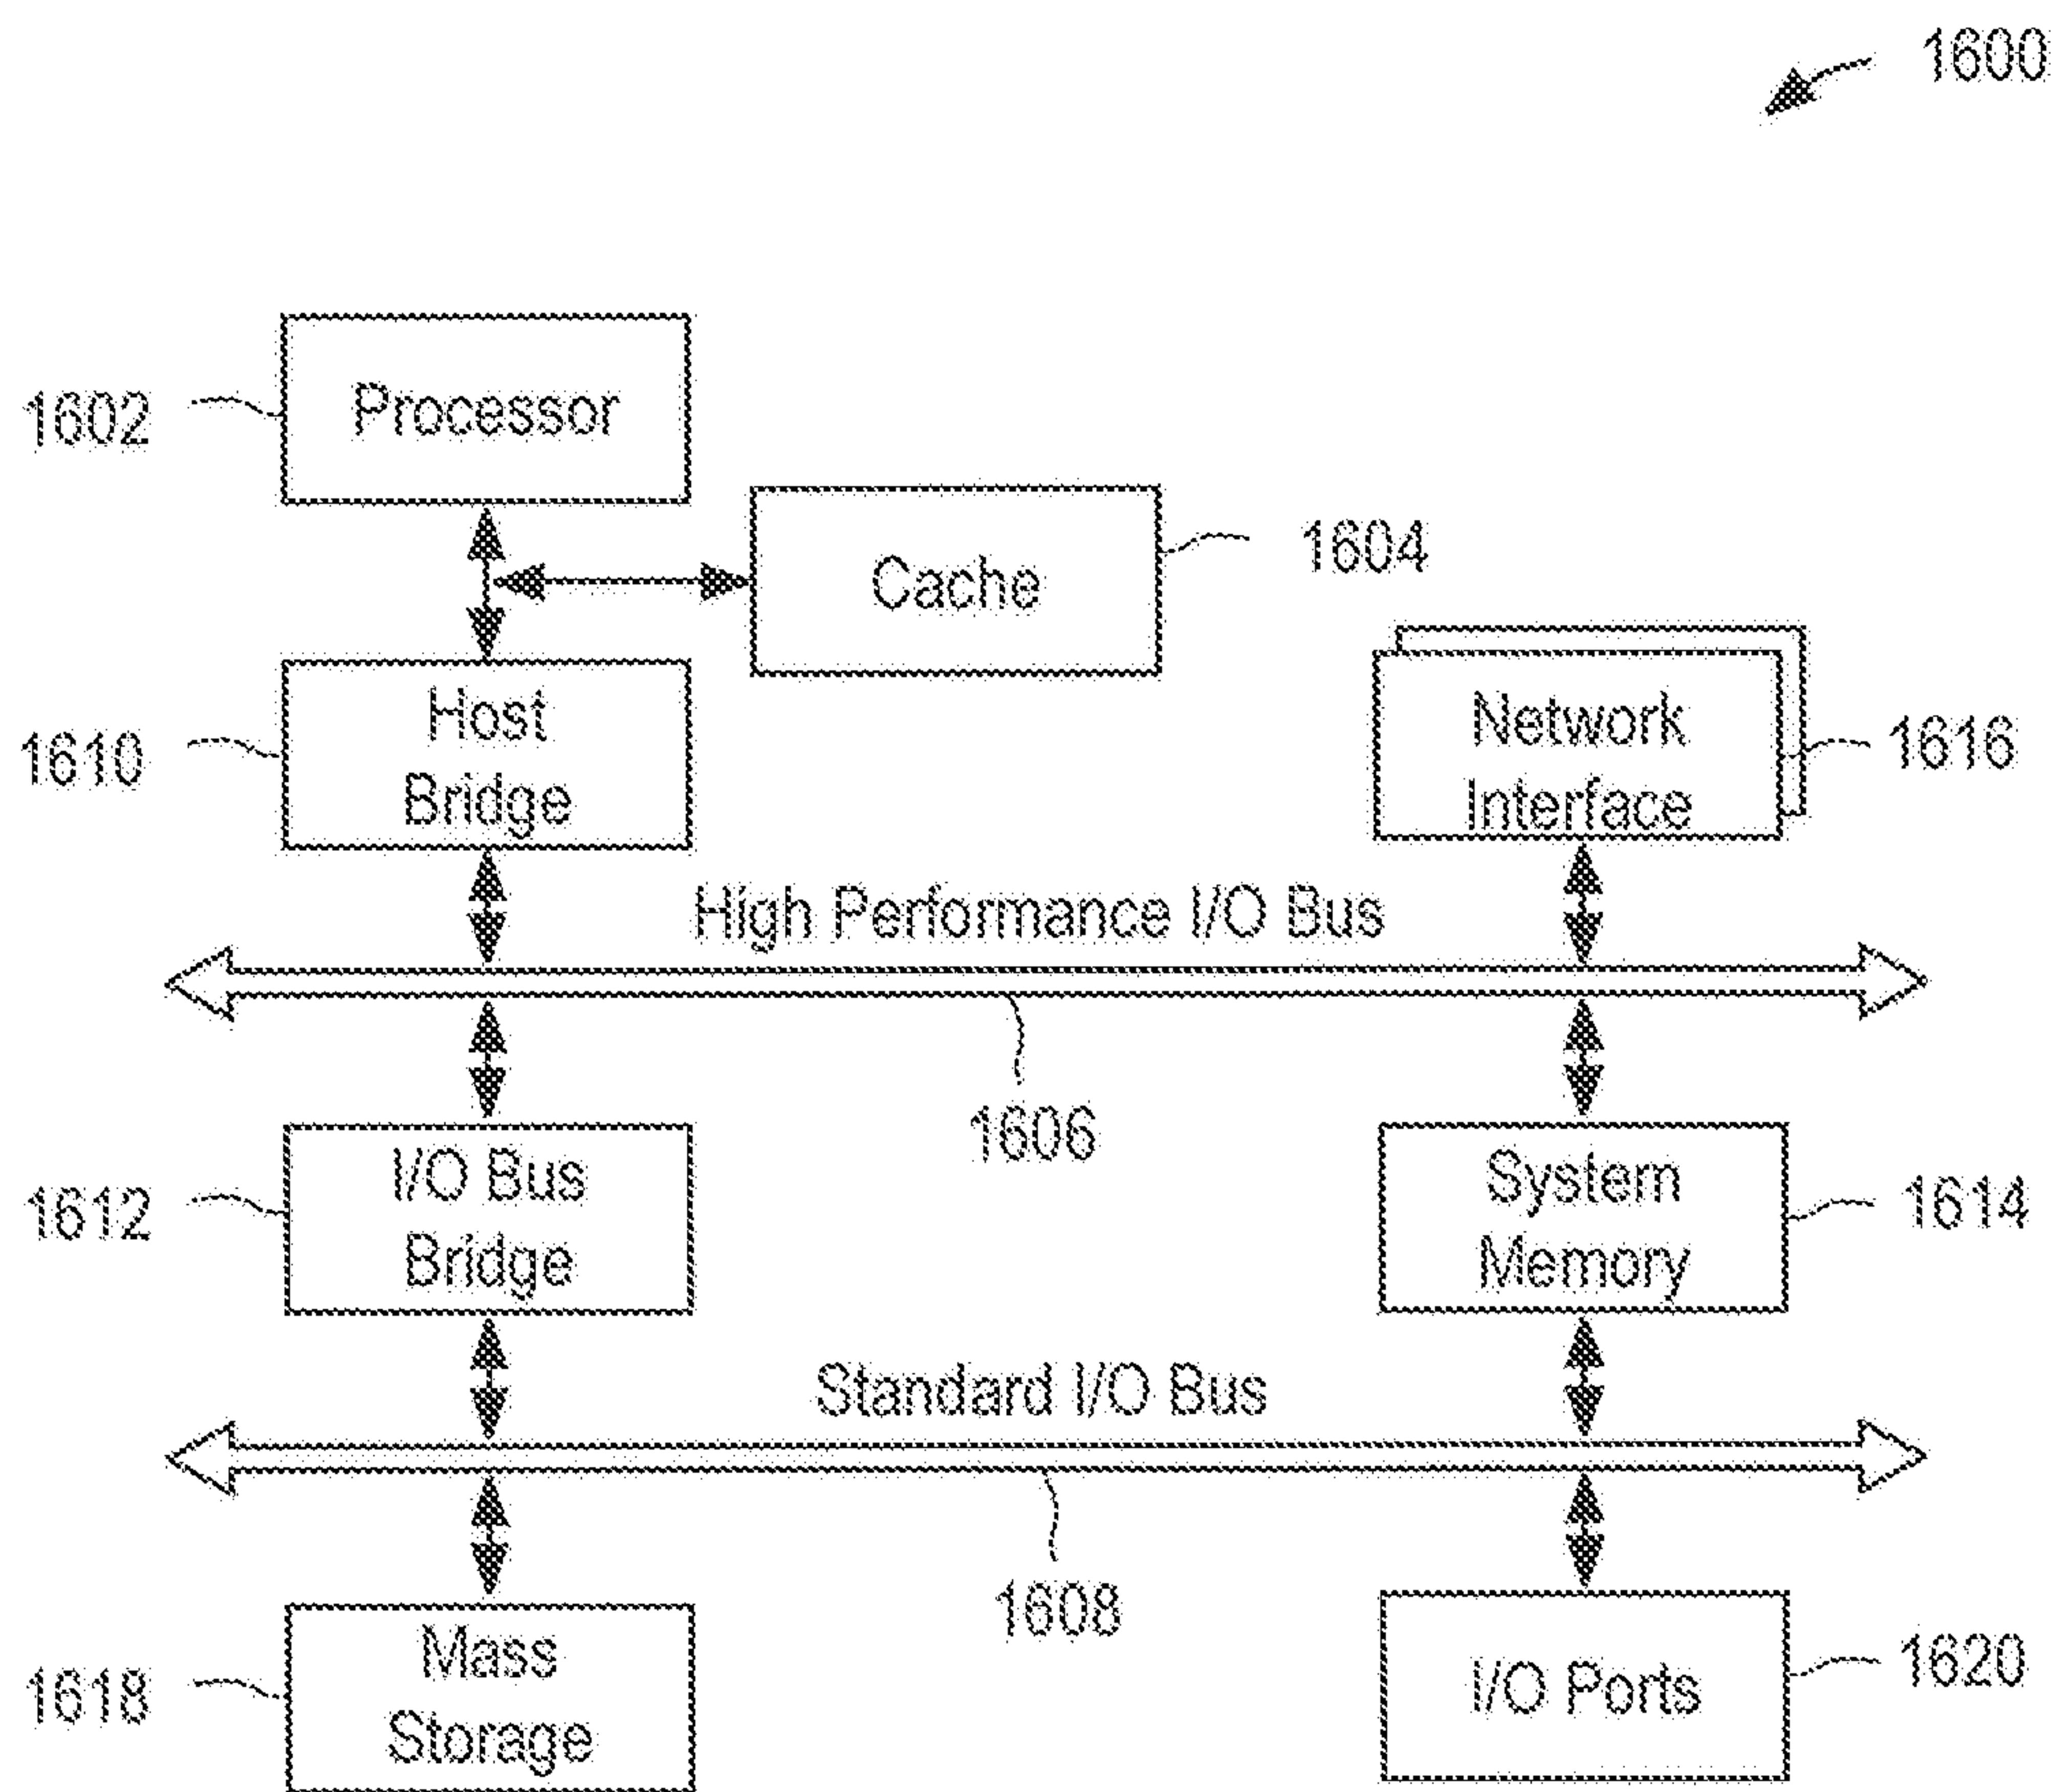 1600
Processor
1602
Cache
1604
Host
Bridge
1610
Network
Interface
1616
High Performance I/O Bus
1606
I/O Bus
Bridge
1612
System
Memory
1614
Standard I/O Bus
1608
Mass
Storage
1618
I/O Ports
1620